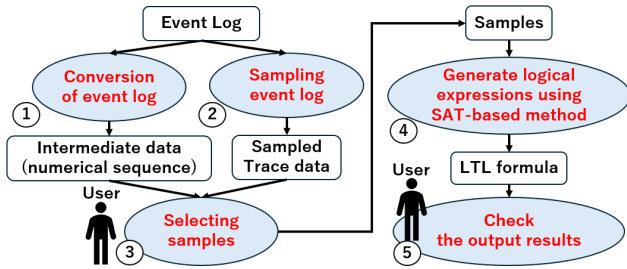 Event Log
Conversion
of event log
1
Sampling
event log
2
Intermediate data
(numerical sequence)
Sampled
Trace data
User
Selecting
samples
3
Samples
Generate logical
expressions using
SAT-based method
4
LTL formula
User
Check
the output results
5